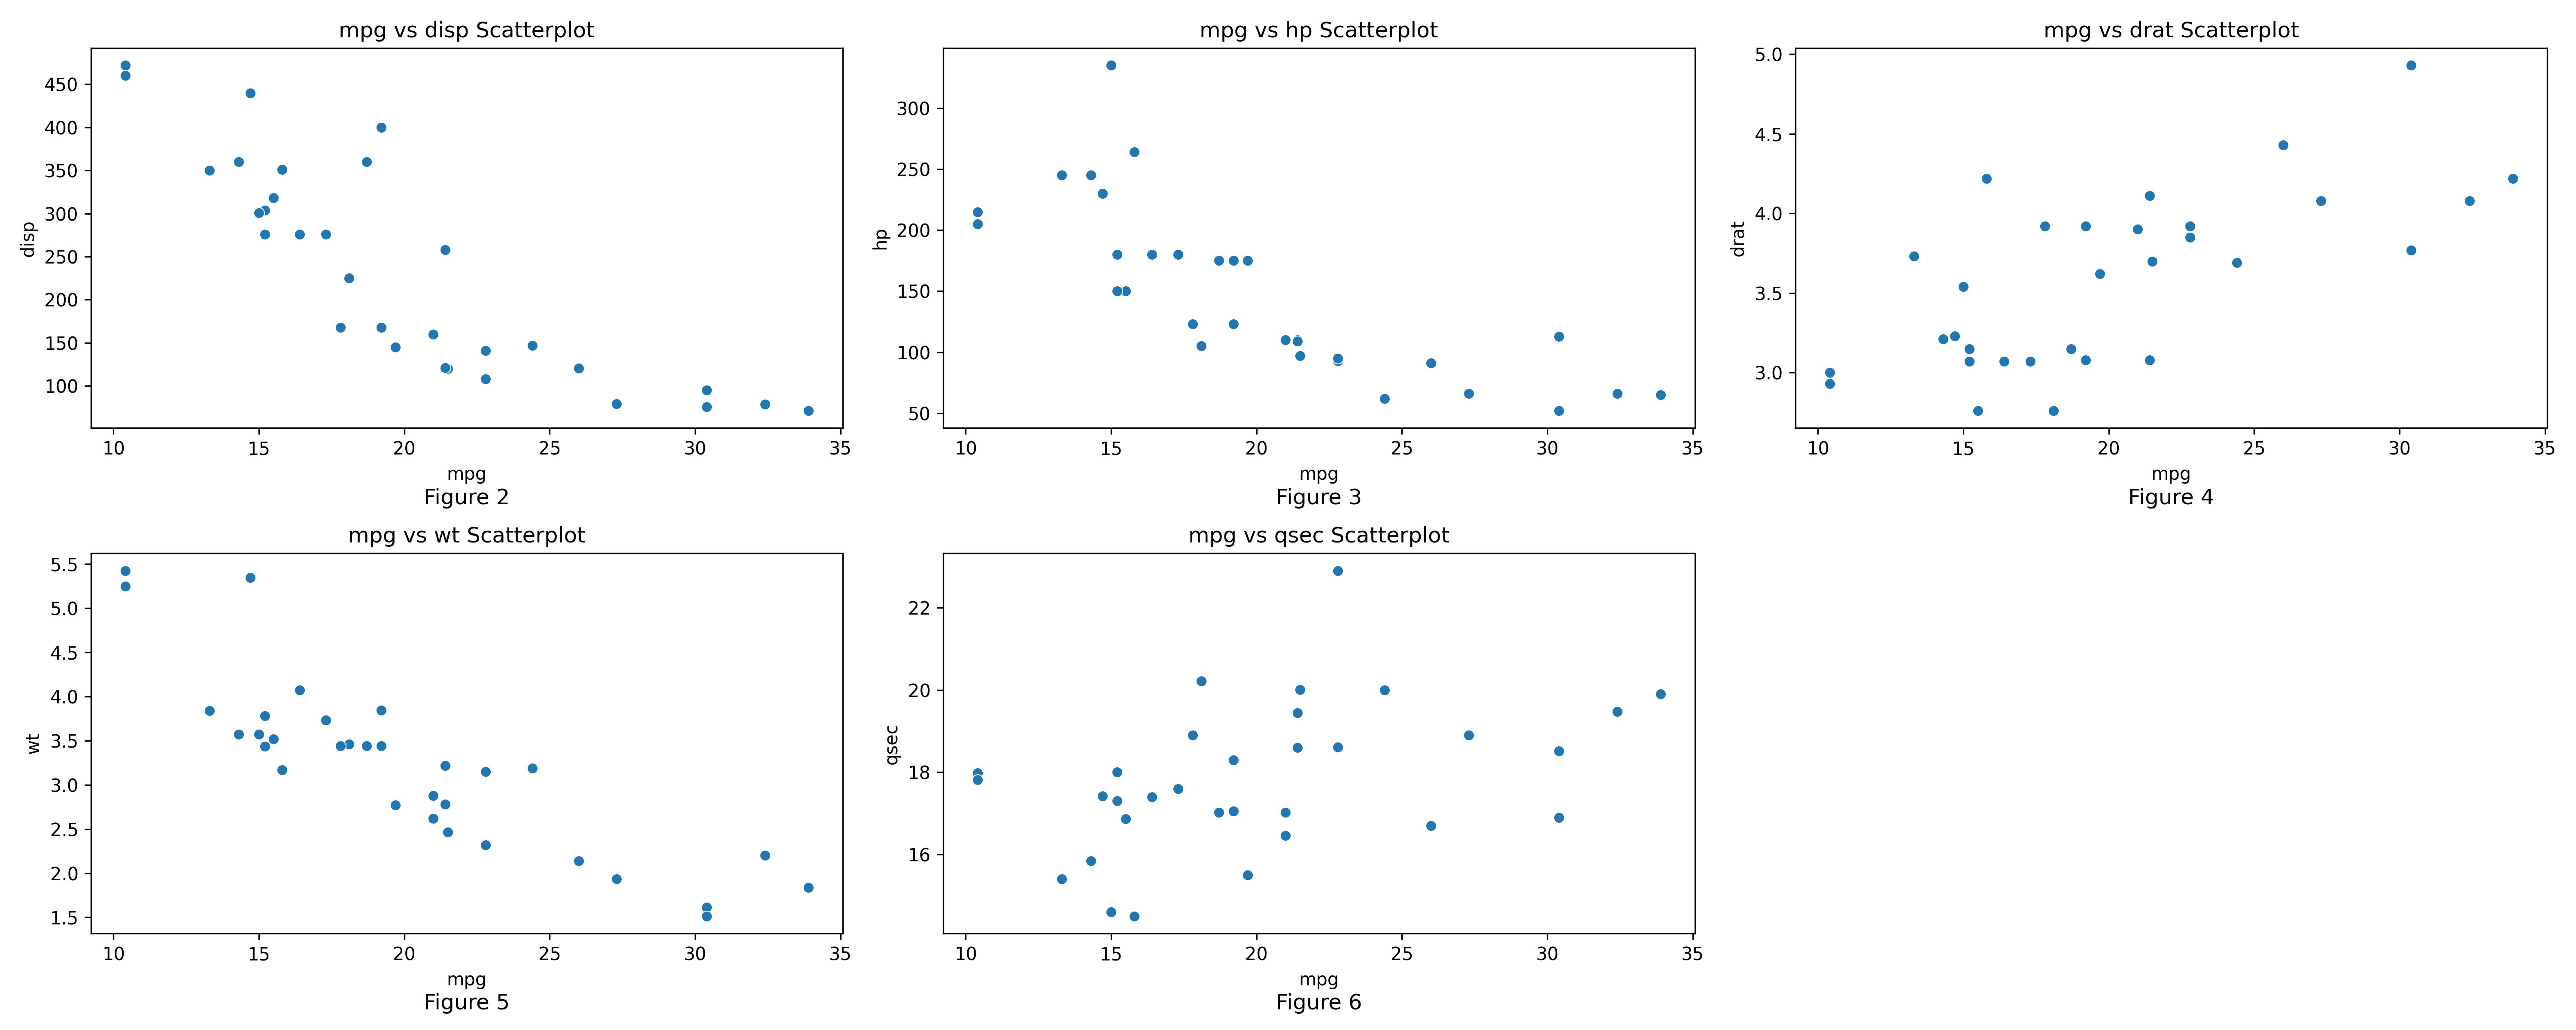 mpg vs disp Scatterplot
450
400
350
300
250
200
150
100
disp
10 15 20 25 30 35
mpg
Figure 2
mpg vs hp Scatterplot
300
250
200
150
100
50
hp
10 15 20 25 30 35
mpg
Figure 3
mpg vs drat Scatterplot
5.0
4.5
4.0
3.5
3.0
drat
10 15 20 25 30 35
mpg
Figure 4
mpg vs wt Scatterplot
5.5
5.0
4.5
4.0
3.5
3.0
2.5
2.0
1.5
wt
10 15 20 25 30 35
mpg
Figure 5
mpg vs qsec Scatterplot
22
20
18
16
qsec
10 15 20 25 30 35
mpg
Figure 6